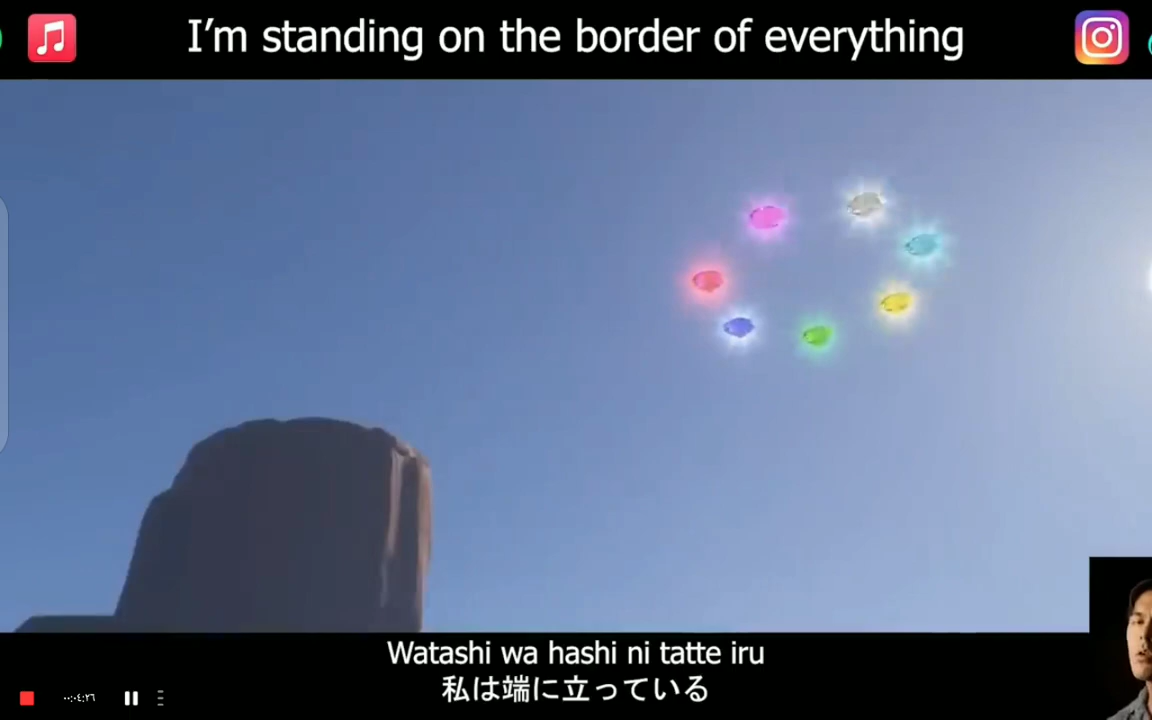 I'm standing on the border of everything
Watashi wa hashi ni tatte iru
私は端に立っている